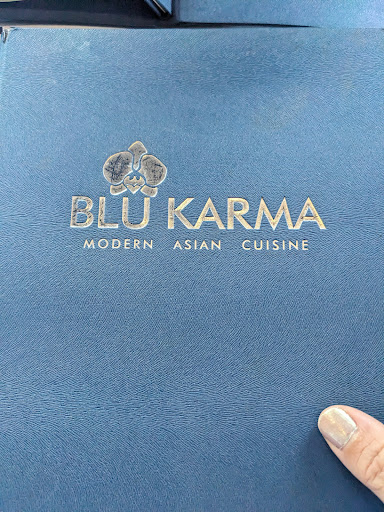 BLU KARMA
MODERN ASIAN CUISINE